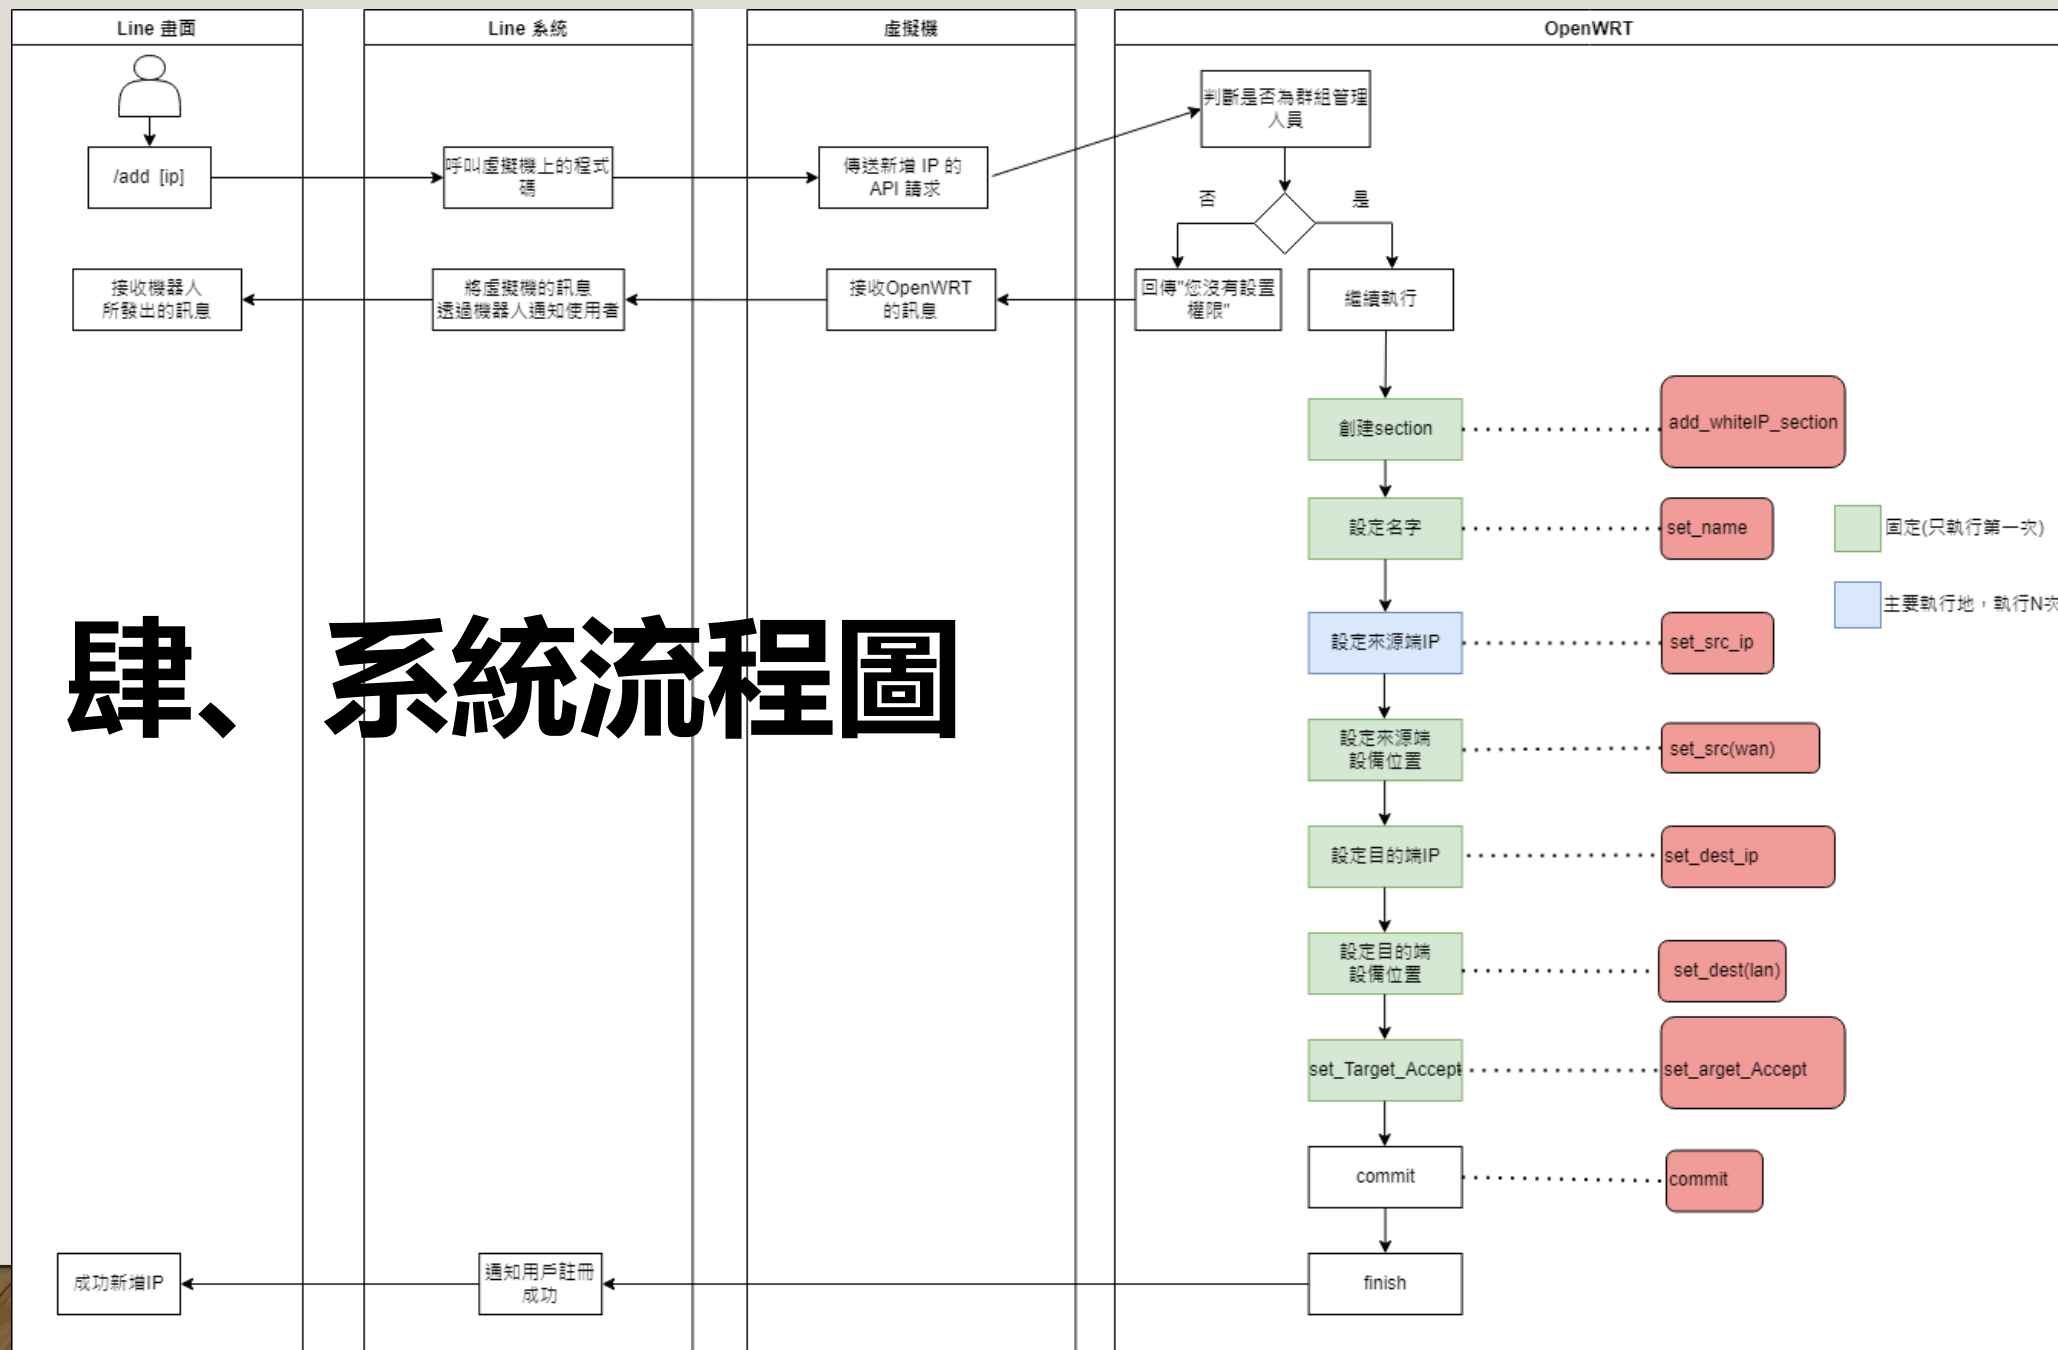 Line 畫面
Line 系統
虛擬機
OpenWRT
/add [ip]
呼叫虛擬機上的程式
碼
傳送新增 IP 的
API 請求
判斷是否為群組管理
人員
否
是
接收機器人
所發出的訊息
將虛擬機的訊息
透過機器人通知使用者
接收OpenWRT
的訊息
回傳"您沒有設置
權限"
繼續執行
創建section
add_whiteIP_section
設定名字
set_name
固定(只執行第一次)
主要執行地，執行N次
設定來源端IP
set_src_ip
肆、系統流程圖
設定來源端
設備位置
set_src(wan)
設定目的端IP
set_dest_ip
設定目的端
設備位置
set_dest(lan)
set_Target_Accept
set_arget_Accept
commit
commit
成功新增IP
通知用戶註冊
成功
finish